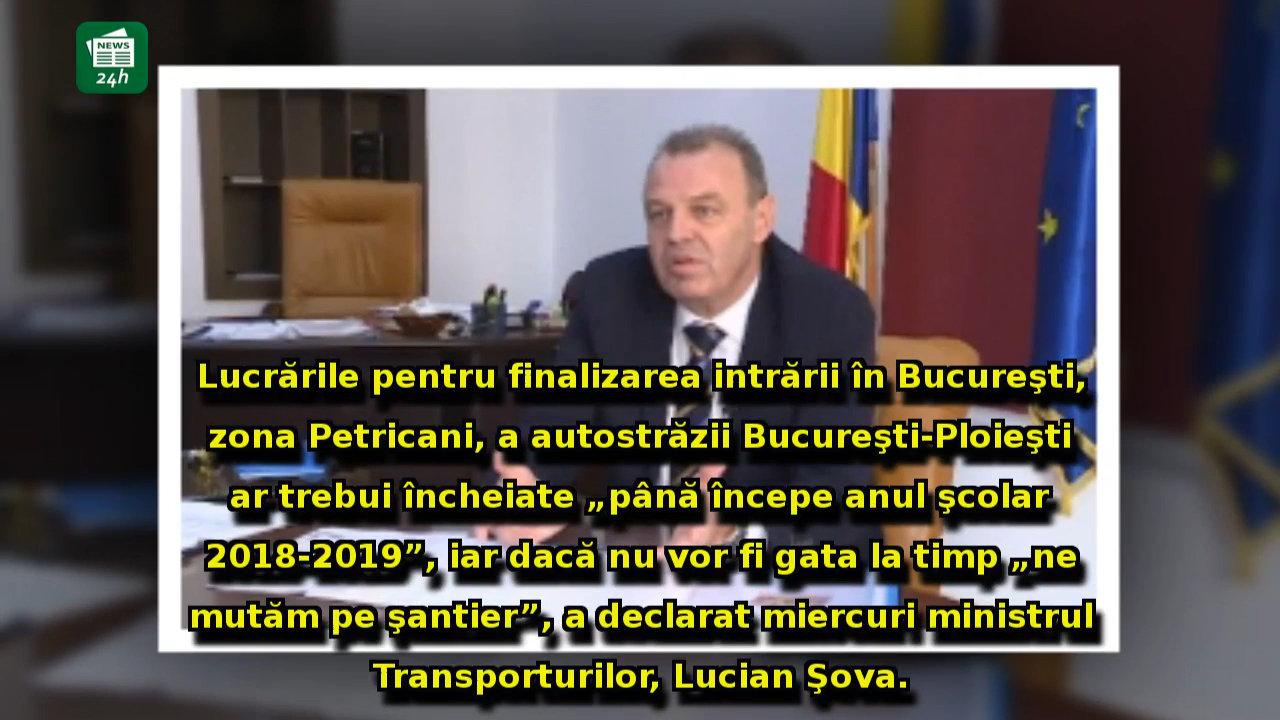 NEWS
24h
Lucrările pentru finalizarea intrării în Bucureşti,
zona Petricani, a autostrăzii Bucureşti-Ploieşti
ar trebui încheiate „până începe anul şcolar
2018-2019”, iar dacă nu vor fi gata la timp „ne
mutăm pe şantier”, a declarat miercuri ministrul
Transporturilor, Lucian Şova.